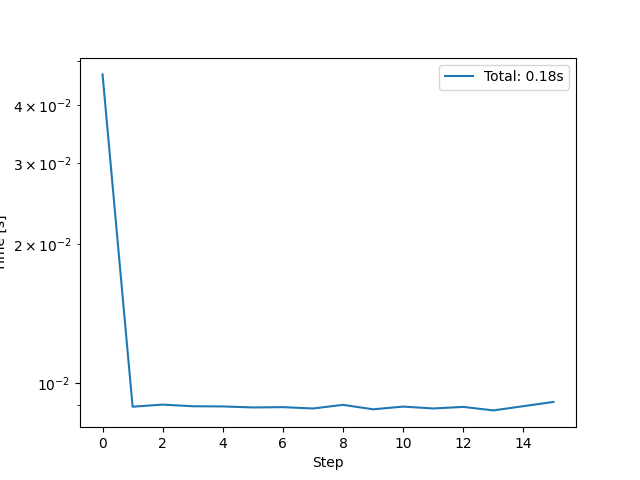 Total: 0.18s
4 × 10⁻²
3 × 10⁻²
2 × 10⁻²
10⁻²
[s]
0 2 4 6 8 10 12 14
Step